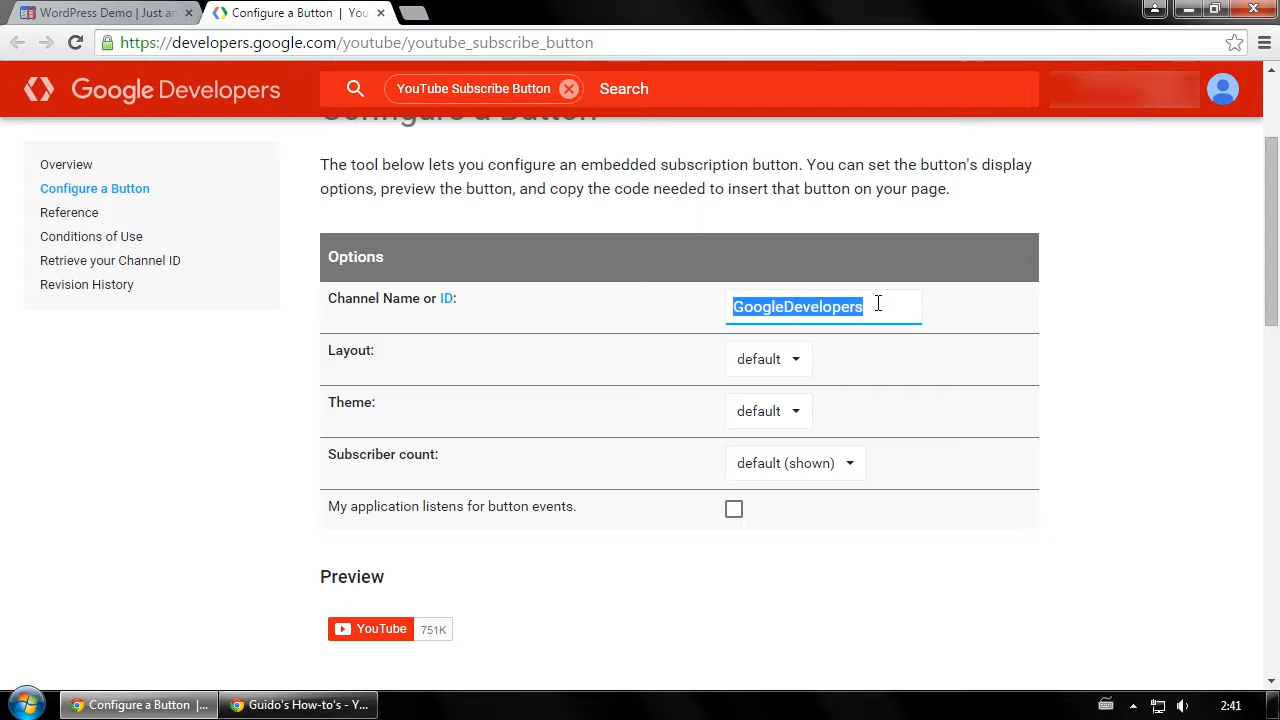 WordPress Demo | Just an
Configure a Button | You
https://developers.google.com/youtube/youtube_subscribe_button
Google Developers
YouTube Subscribe Button
Search
Configure a Button
Overview
Configure a Button
Reference
Conditions of Use
Retrieve your Channel ID
Revision History
The tool below lets you configure an embedded subscription button. You can set the button's display
options, preview the button, and copy the code needed to insert that button on your page.
Options
Channel Name or ID:
GoogleDevelopers
Layout:
default
Theme:
default
Subscriber count:
default (shown)
My application listens for button events.
Preview
YouTube 751K
Configure a Button |...
Guido's How-to's - Y...
2:41